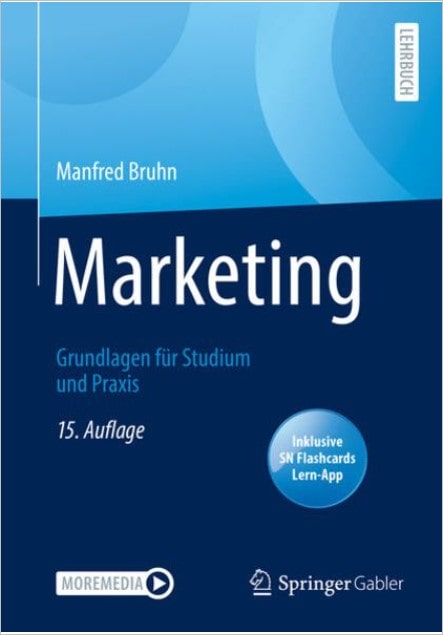 LEHRBUCH
Manfred Bruhn
Marketing
Grundlagen für Studium
und Praxis
15. Auflage
Inklusive
SN Flashcards
Lern-App
MOREMEDIA
Springer Gabler